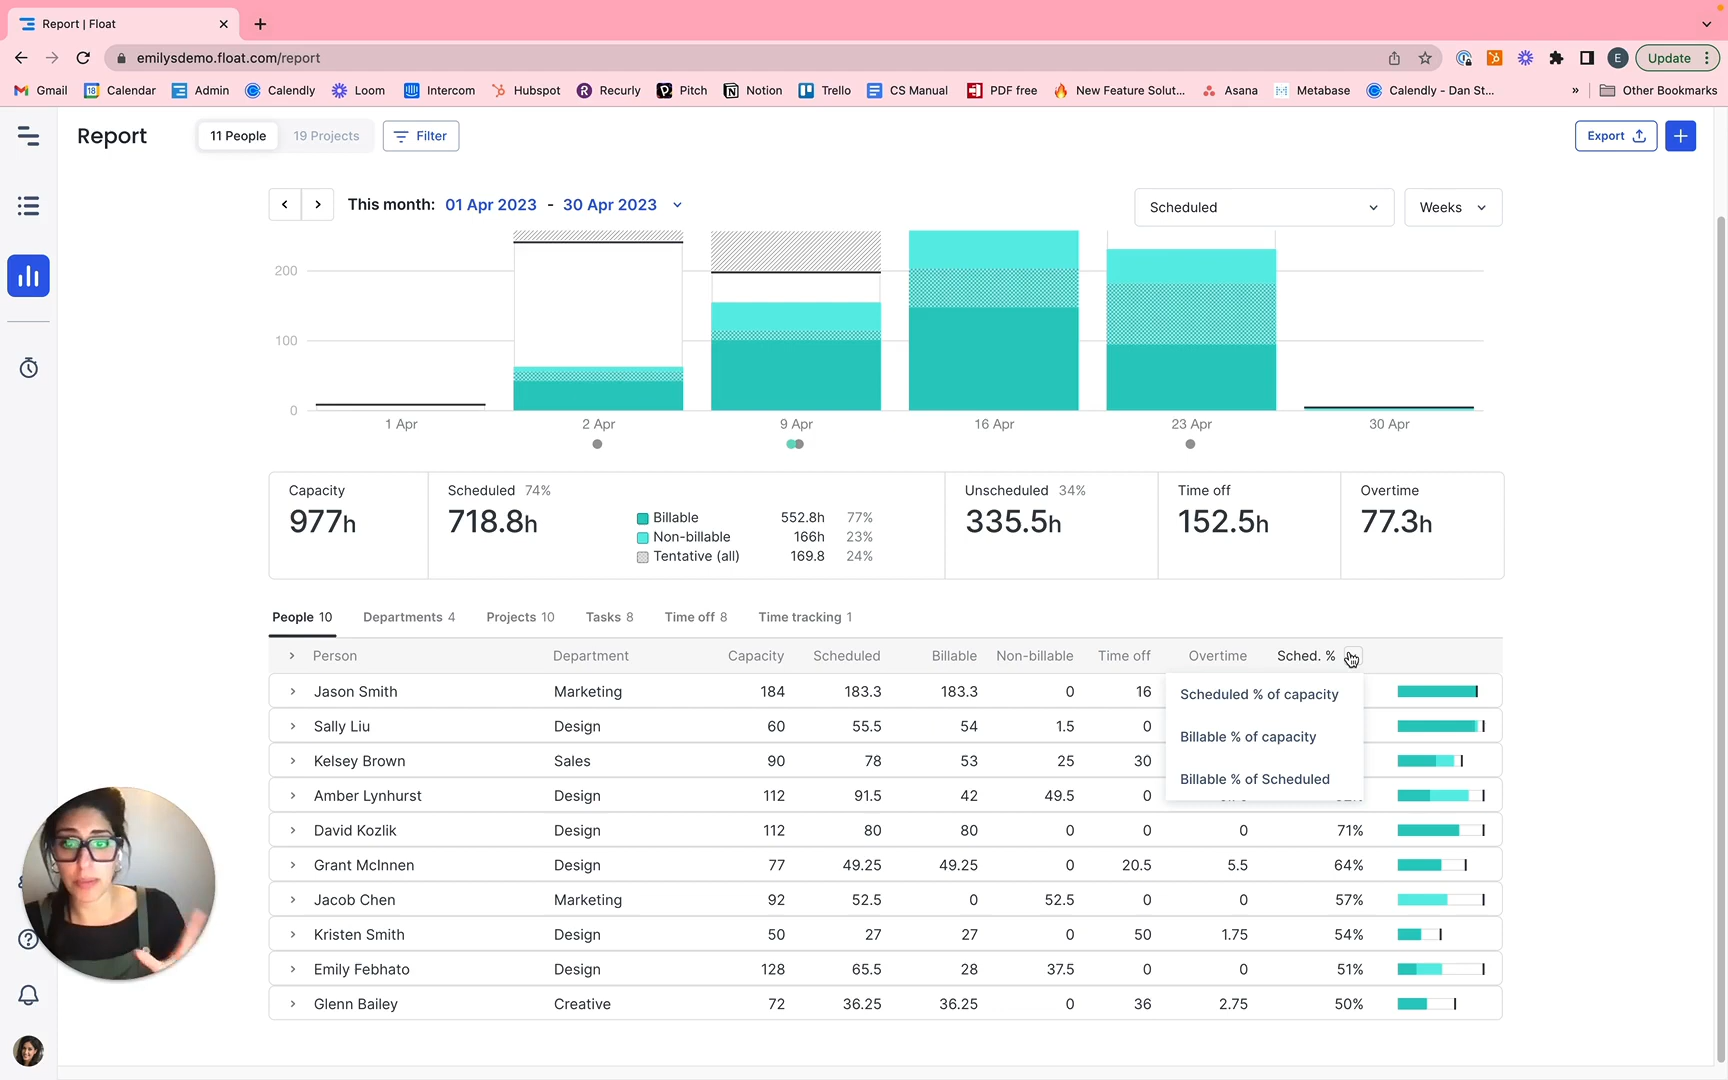 Report | Float
emilysdemo.float.com/report
E
Update
Gmail
Calendar
Admin
Calendly
Loom
Intercom
Hubspot
Recurly
Pitch
Notion
Trello
CS Manual
PDF free
New Feature Solut...
Asana
Metabase
Calendly - Dan St...
»
Other Bookmarks
Report
11 People
19 Projects
Filter
Export
This month: 01 Apr 2023 - 30 Apr 2023
Scheduled
Weeks
200
100
0
1 Apr 2 Apr 9 Apr 16 Apr 23 Apr 30 Apr
Capacity
977h
Scheduled 74%
718.8h
Billable 552.8h 77%
Non-billable 166h 23%
Tentative (all) 169.8 24%
Unscheduled 34%
335.5h
Time off
152.5h
Overtime
77.3h
People 10 Departments 4 Projects 10 Tasks 8 Time off 8 Time tracking 1
Person Department Capacity Scheduled Billable Non-billable Time off Overtime Sched. %
Jason Smith Marketing 184 183.3 183.3 0 16
Sally Liu Design 60 55.5 54 1.5 0
Kelsey Brown Sales 90 78 53 25 30
Amber Lynhurst Design 112 91.5 42 49.5 0
Scheduled % of capacity
Billable % of capacity
Billable % of Scheduled
David Kozlik Design 112 80 80 0 0 0 71%
Grant McInnen Design 77 49.25 49.25 0 20.5 5.5 64%
Jacob Chen Marketing 92 52.5 0 52.5 0 0 57%
Kristen Smith Design 50 27 27 0 50 1.75 54%
Emily Febhato Design 128 65.5 28 37.5 0 0 51%
Glenn Bailey Creative 72 36.25 36.25 0 36 2.75 50%